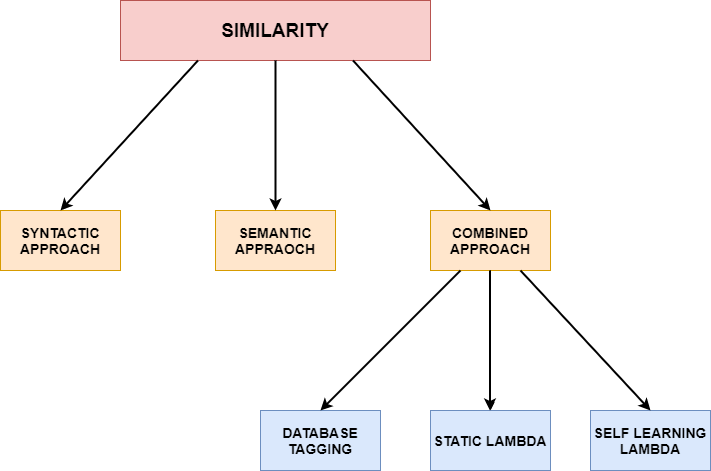 SIMILARITY
SYNTACTIC
APPROACH
SEMANTIC
APPRAOCH
COMBINED
APPROACH
DATABASE
TAGGING
STATIC LAMBDA
SELF LEARNING
LAMBDA